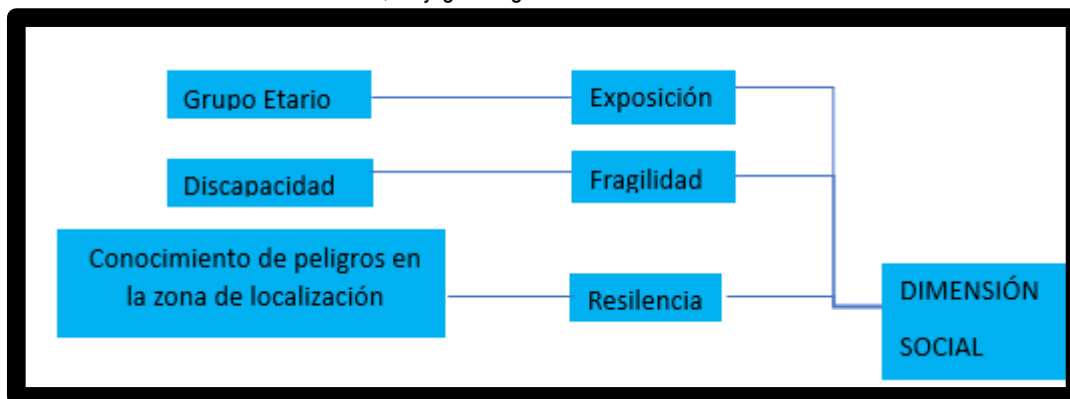 Grupo Etario
Exposición
Discapacidad
Fragilidad
Conocimiento de peligros en
la zona de localización
Resilencia
DIMENSIÓN
SOCIAL